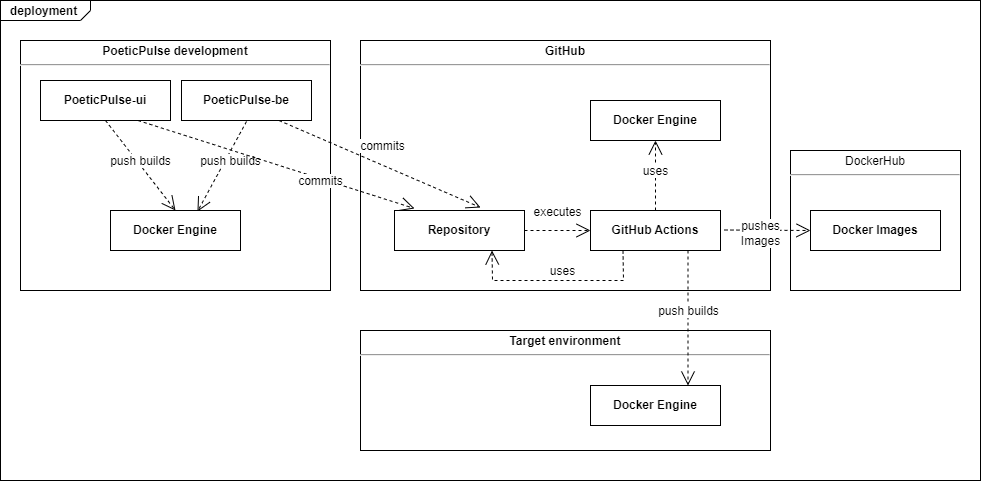 deployment
PoeticPulse development
PoeticPulse-ui
PoeticPulse-be
push builds
push builds
commits
commits
Docker Engine
GitHub
Docker Engine
uses
Repository
executes
GitHub Actions
uses
pushes
Images
DockerHub
Docker Images
push builds
Target environment
Docker Engine